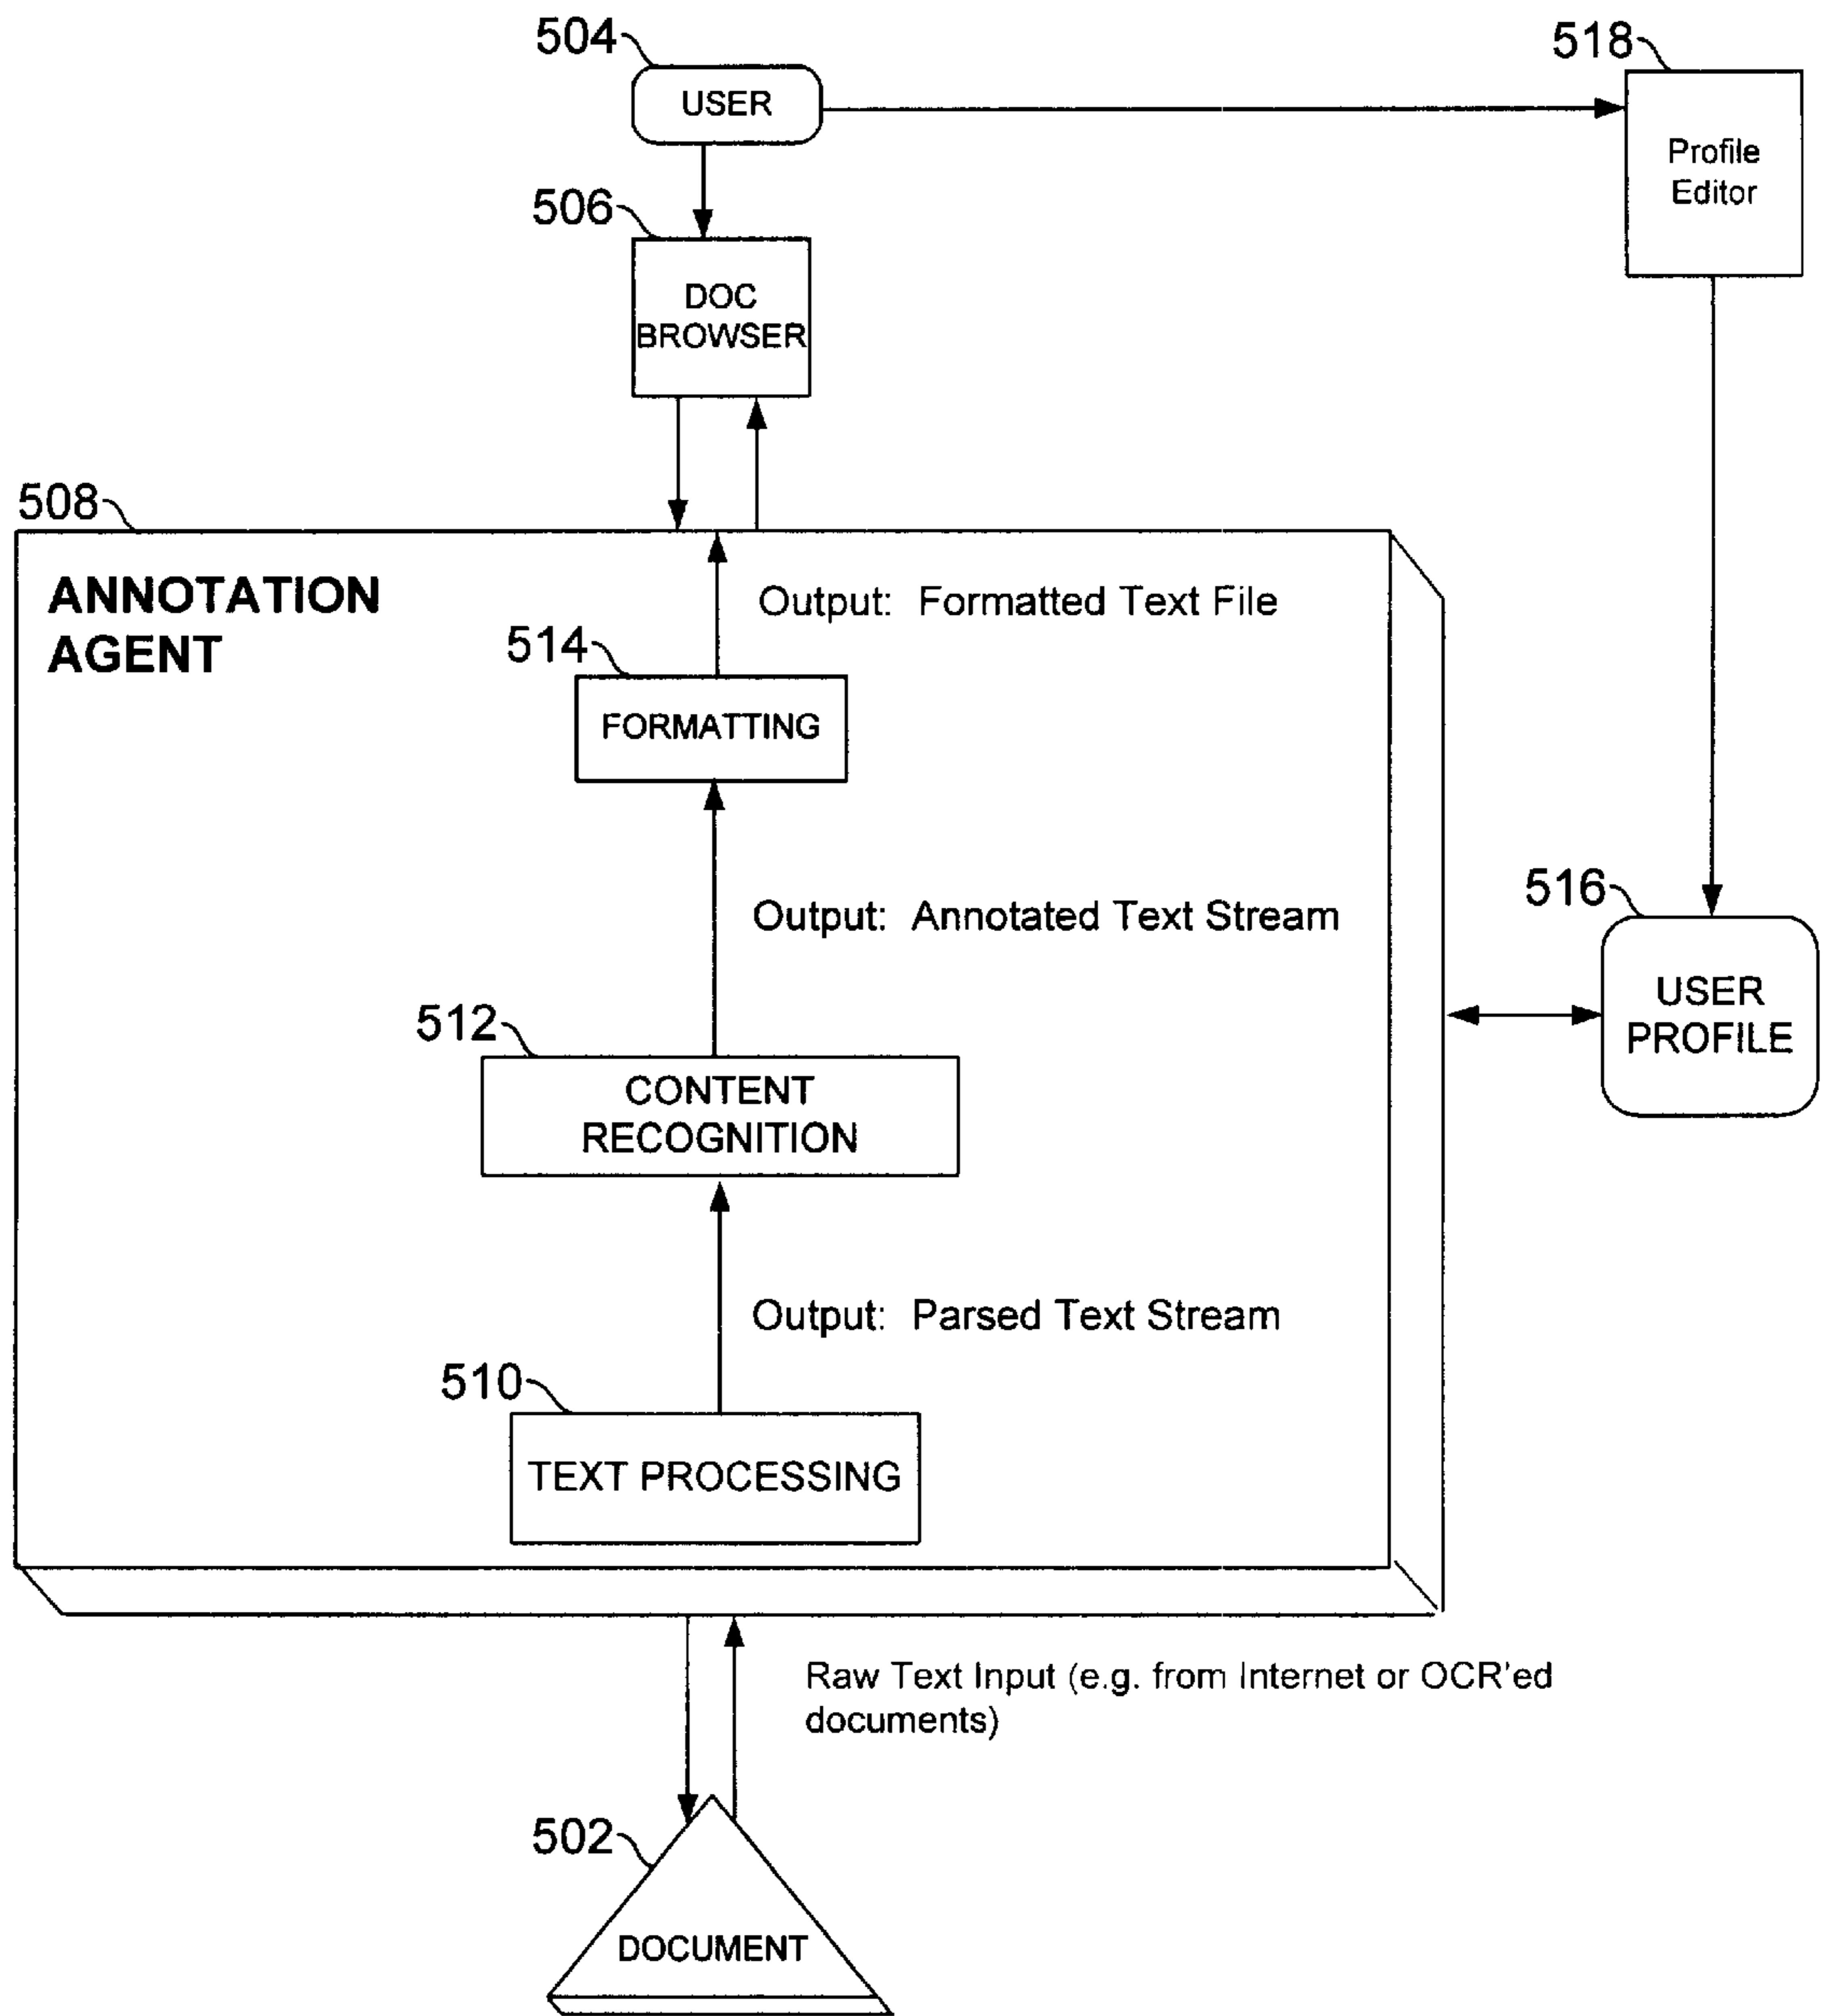 504
518
USER
Profile
Editor
506
DOC
BROWSER
508
ANNOTATION
AGENT
Output: Formatted Text File
514
FORMATTING
Output: Annotated Text Stream
516
USER
PROFILE
512
CONTENT
RECOGNITION
Output: Parsed Text Stream
510
TEXT PROCESSING
Raw Text Input (e.g. from Internet or OCR'ed
documents)
502
DOCUMENT